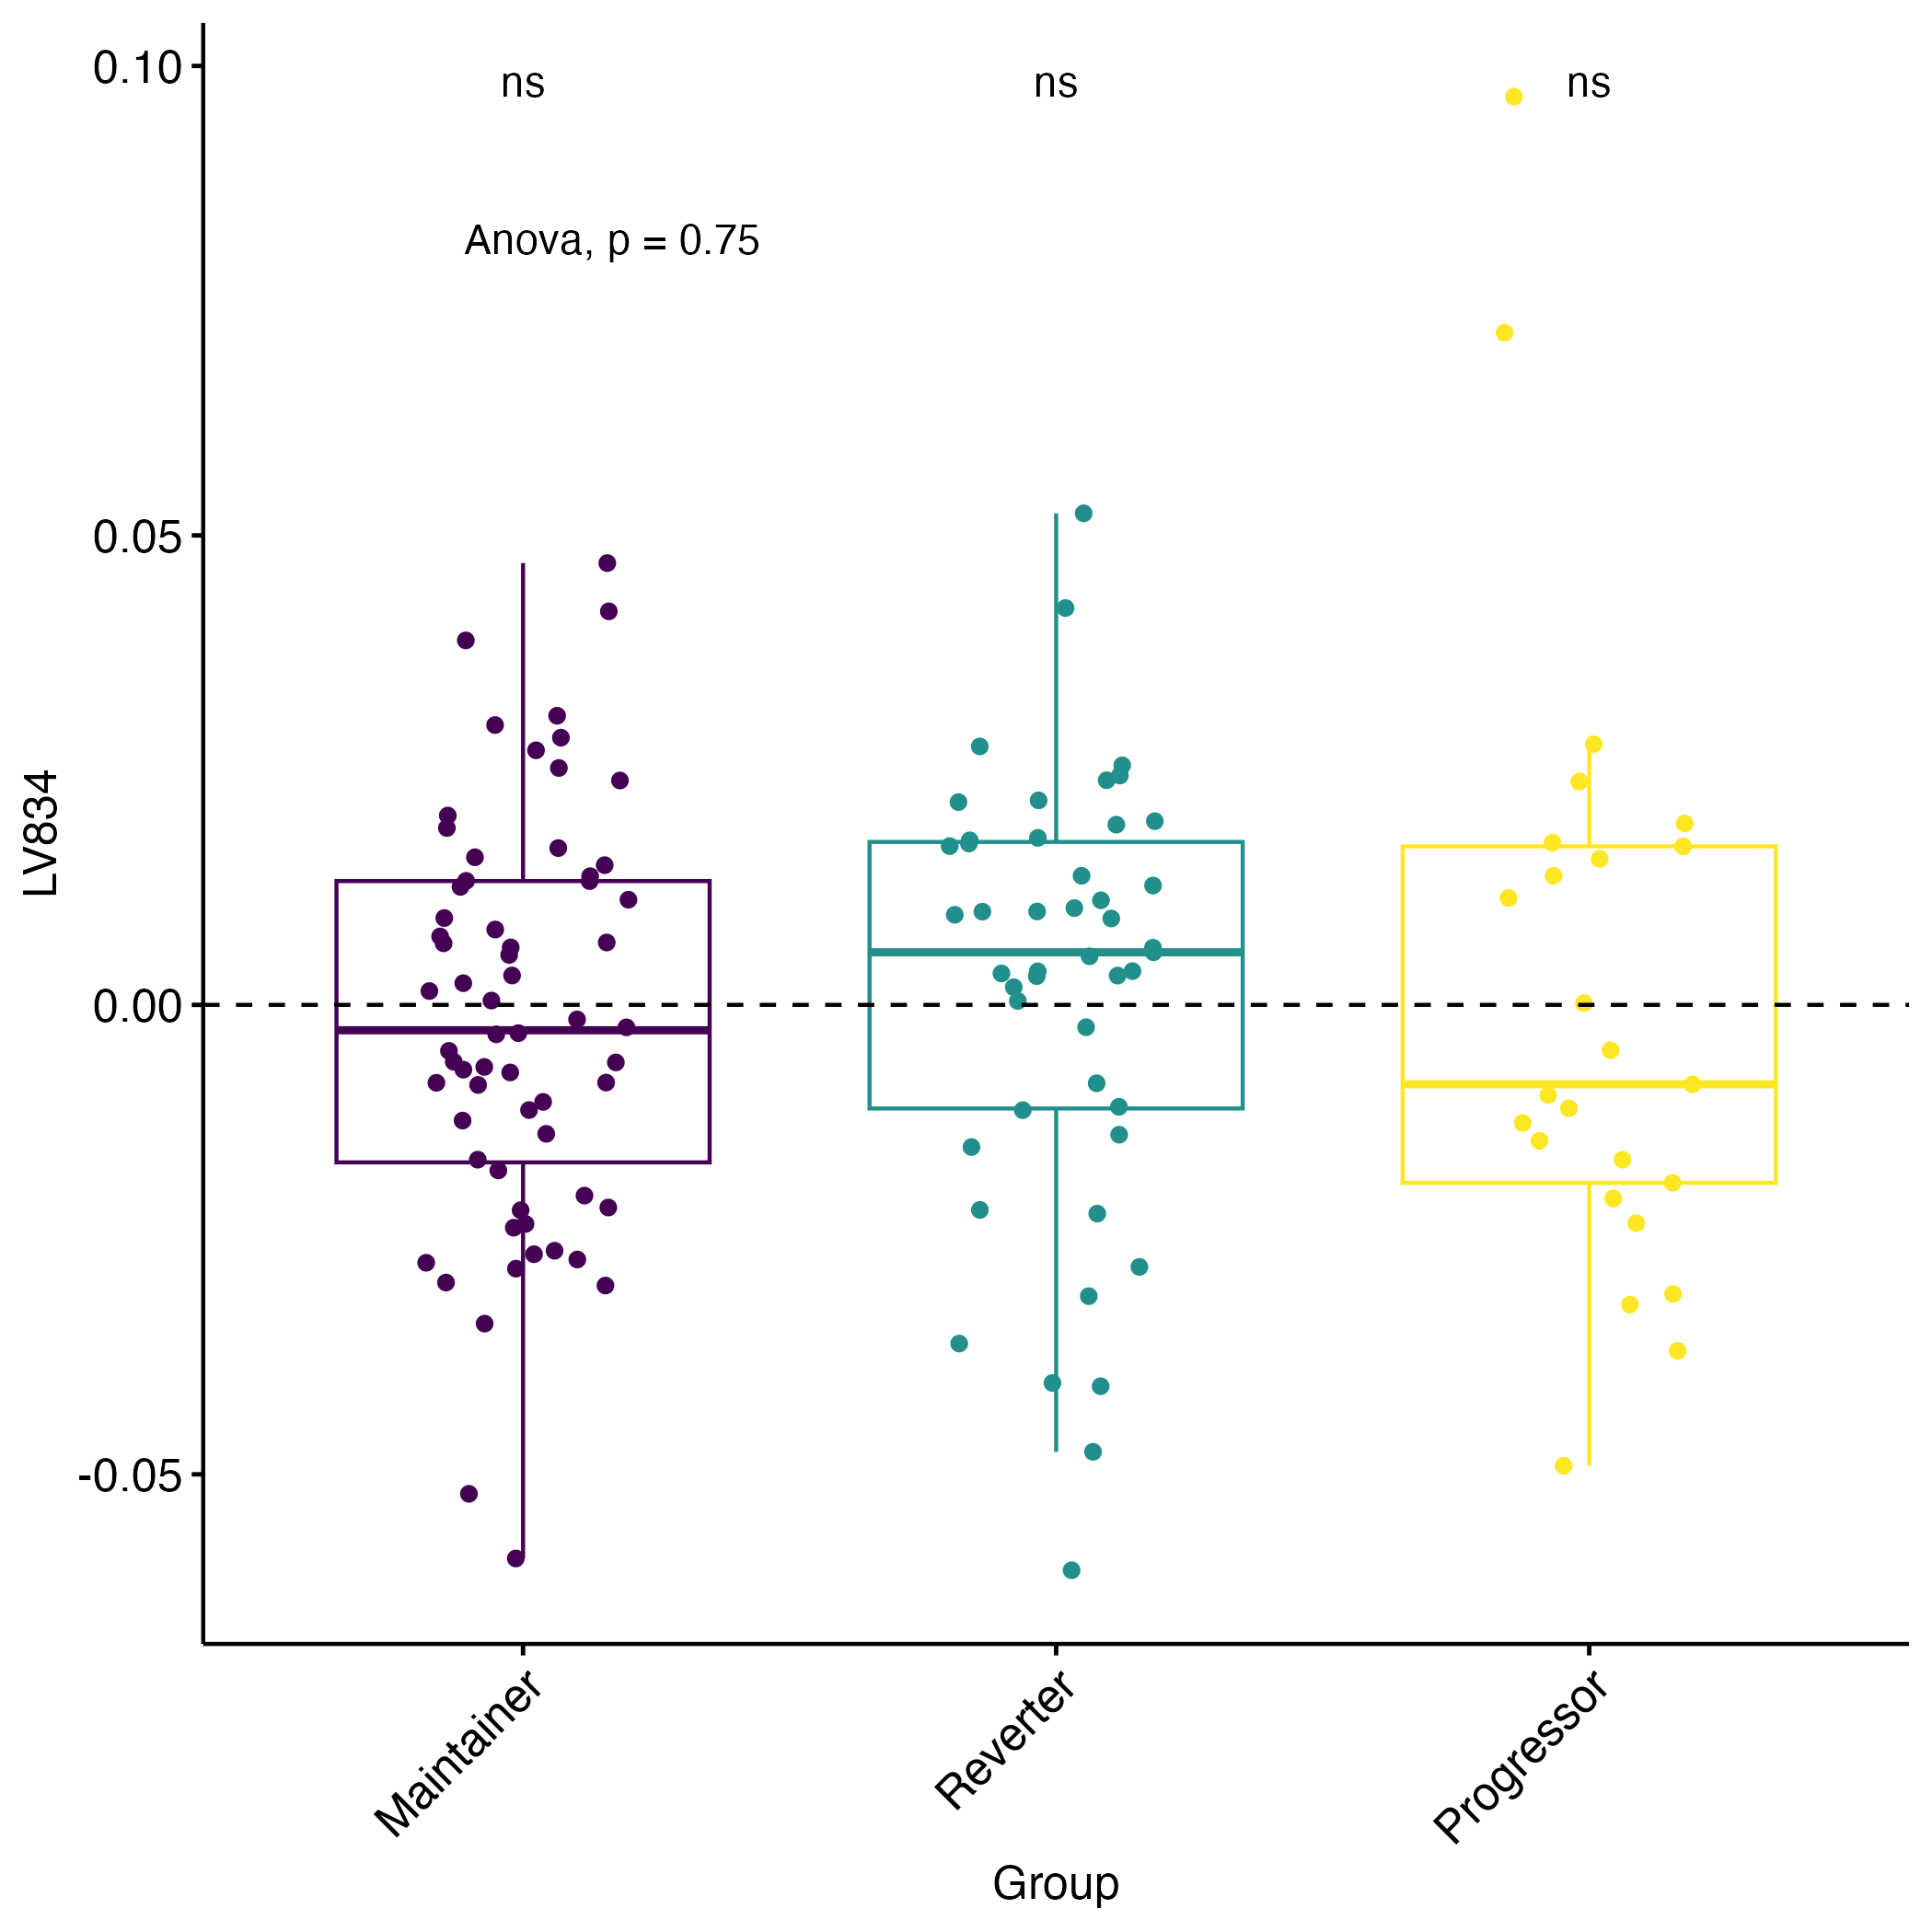 0.10
ns
ns
ns
Anova, p = 0.75
0.05
LV834
0.00
-0.05
Maintainer
Reverter
Progressor
Group